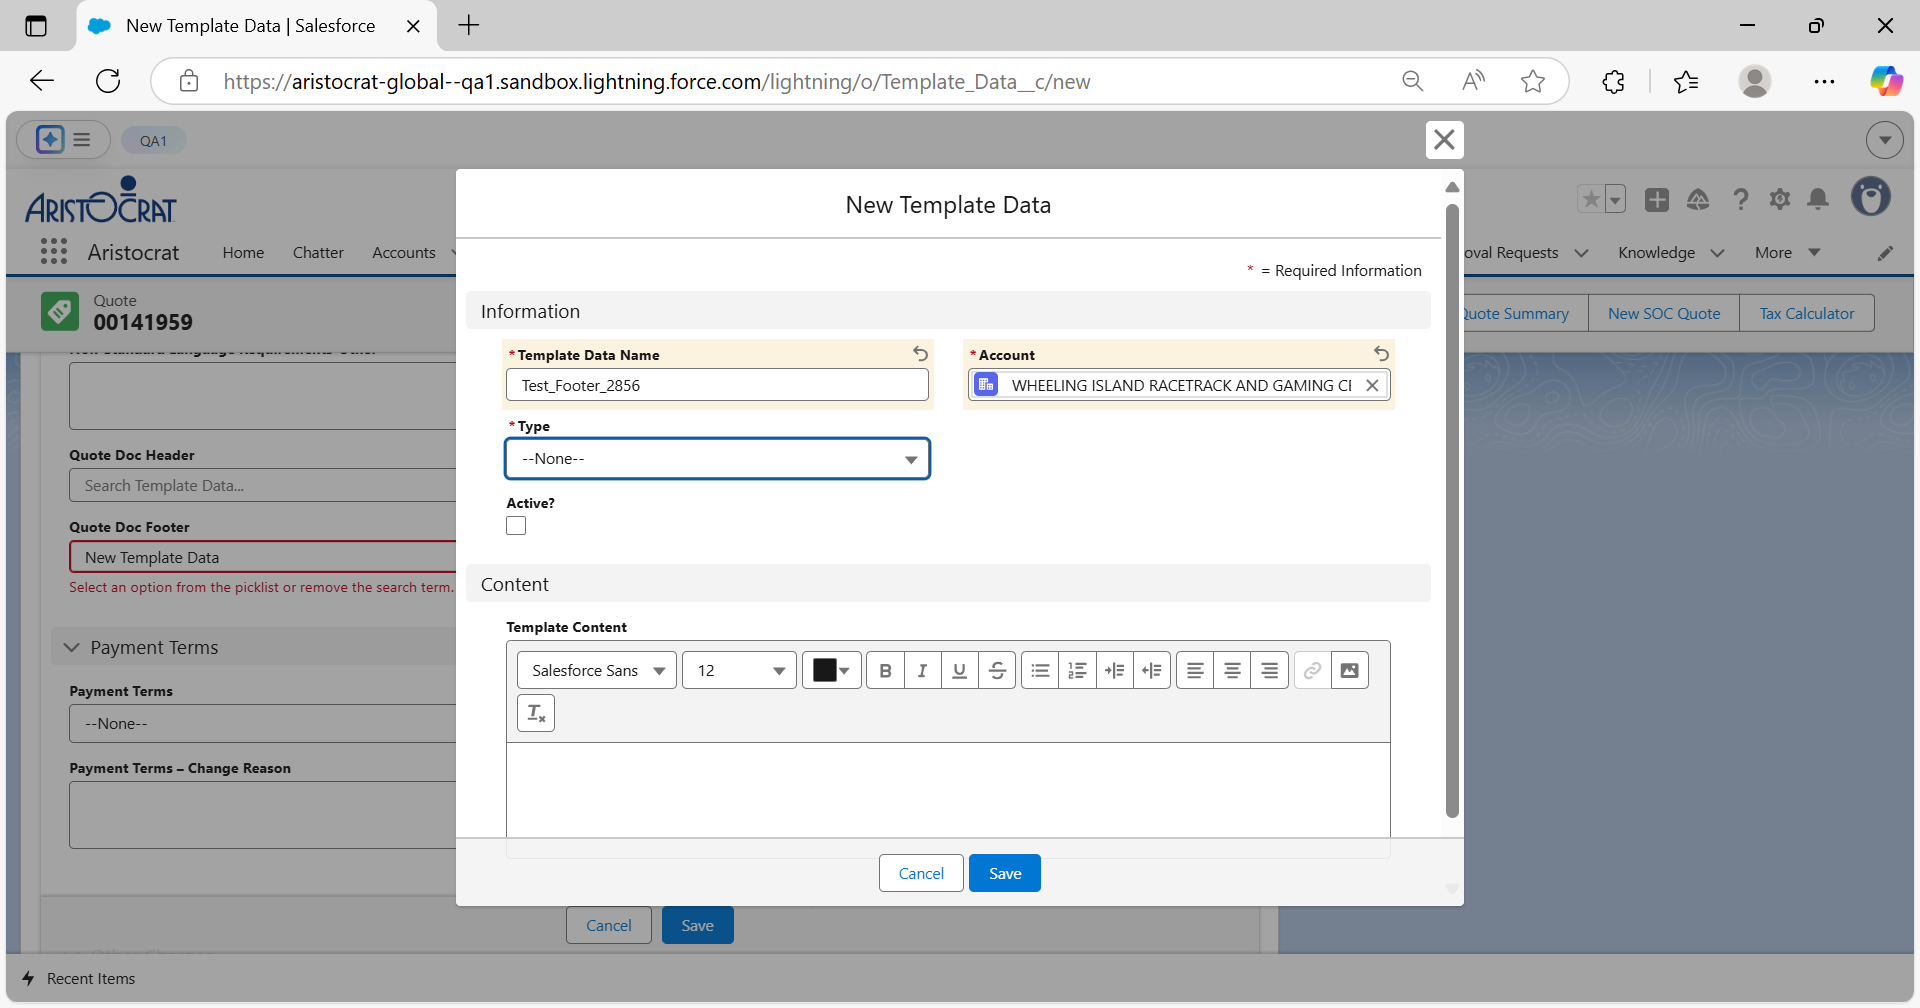 New Template Data | Salesforce
https://aristocrat-global--qa1.sandbox.lightning.force.com/lightning/o/Template_Data__c/new
QA1
ARISTOCRAT
Aristocrat
Home
Chatter
Accounts
oval Requests
Knowledge
More
Quote
00141959
Quote Summary
New SOC Quote
Tax Calculator
Quote Doc Header
Search Template Data...
Quote Doc Footer
New Template Data
Select an option from the picklist or remove the search term.
Payment Terms
Payment Terms
--None--
Payment Terms – Change Reason
Cancel
Save
Recent Items
New Template Data
* = Required Information
Information
*Template Data Name
Test_Footer_2856
*Account
WHEELING ISLAND RACETRACK AND GAMING CE
*Type
--None--
Active?
Content
Template Content
Salesforce Sans
12
Cancel
Save